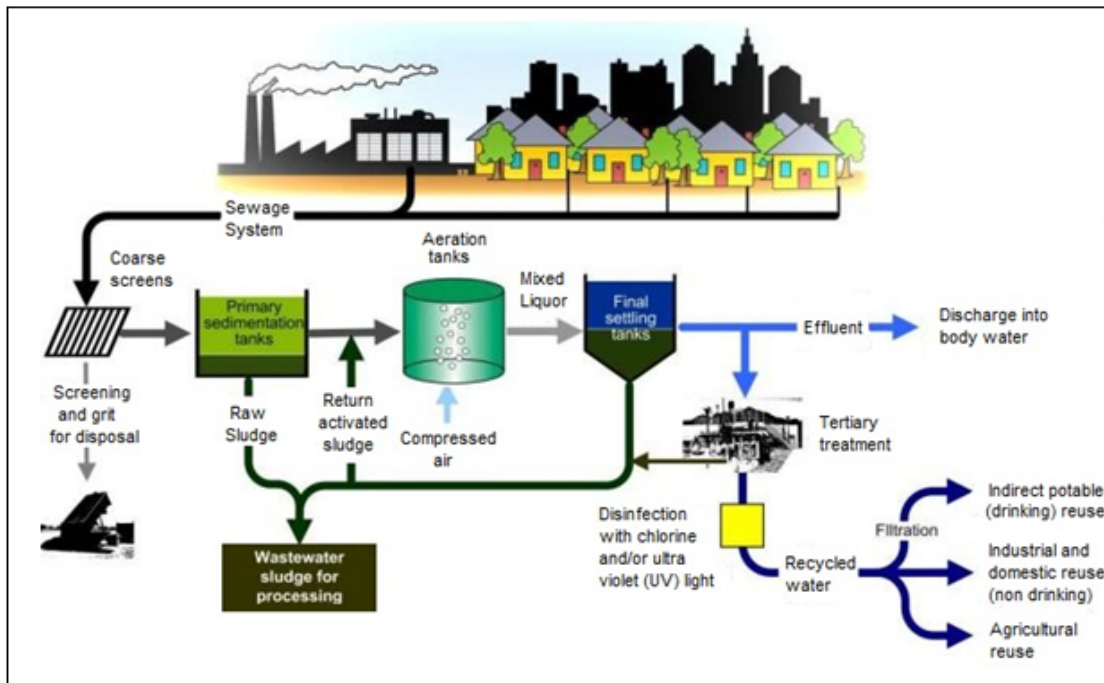 Sewage
System
Coarse
screens
Aeration
tanks
Mixed
Liquor
Primary
sedimentation
tanks
Final
settling
tanks
Effluent
Discharge into
body water
Screening
and grit
for disposal
Raw
Sludge
Return
activated
sludge
Compressed
air
Tertiary
treatment
Wastewater
sludge for
processing
Disinfection
with chlorine
and/or ultra
violet (UV) light
Recycled
water
FIltration
Indirect potable
(drinking) reuse
Industrial and
domestic reuse
(non drinking)
Agricultural
reuse